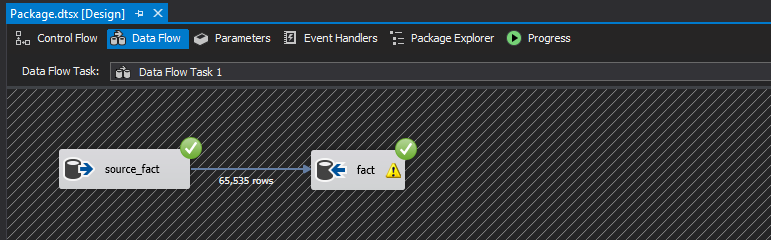 Package.dtsx [Design]
Control Flow Data Flow Parameters Event Handlers Package Explorer Progress
Data Flow Task: Data Flow Task 1
source_fact fact
65,535 rows